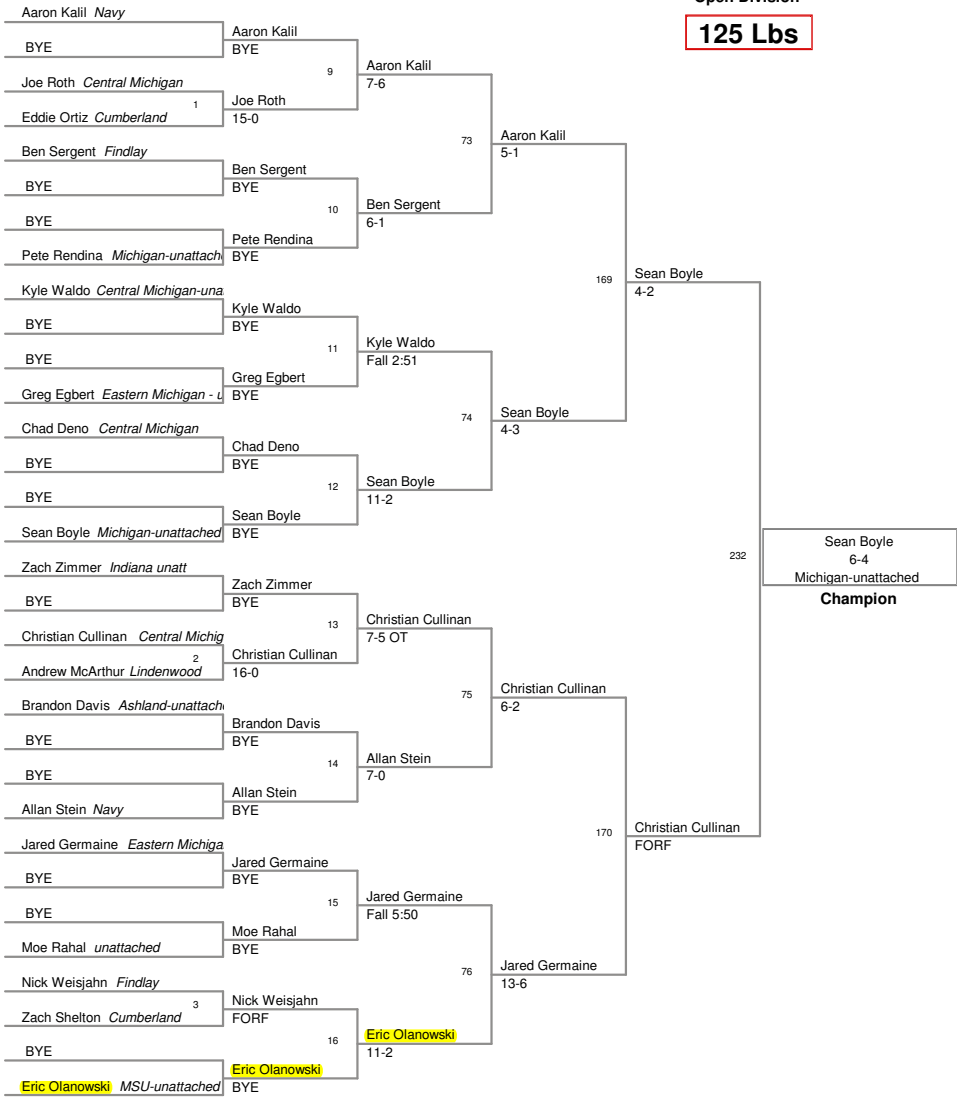 Open Division
125 Lbs
Aaron Kalil Navy
BYE
Joe Roth Central Michigan
1
Eddie Ortiz Cumberland
Ben Sergent Findlay
BYE
BYE
Pete Rendina Michigan-unattach
Kyle Waldo Central Michigan-una
BYE
BYE
Greg Egbert Eastern Michigan - u
Chad Deno Central Michigan
BYE
BYE
Sean Boyle Michigan-unattached
Zach Zimmer Indiana unatt
BYE
Christian Cullinan Central Michig
2
Andrew McArthur Lindenwood
Brandon Davis Ashland-unattach
BYE
BYE
Allan Stein Navy
Jared Germaine Eastern Michiga
BYE
BYE
Moe Rahal unattached
Nick Weisjahn Findlay
3
Zach Shelton Cumberland
BYE
Eric Olanowski MSU-unattached
Aaron Kalil
BYE
9
Joe Roth
15-0
Ben Sergent
BYE
10
Pete Rendina
BYE
Kyle Waldo
BYE
11
Greg Egbert
BYE
Chad Deno
BYE
12
Sean Boyle
BYE
Zach Zimmer
BYE
13
Christian Cullinan
16-0
Brandon Davis
BYE
14
Allan Stein
BYE
Jared Germaine
BYE
15
Moe Rahal
BYE
Nick Weisjahn
FORF
16
Eric Olanowski
BYE
Aaron Kalil
7-6
73
Ben Sergent
6-1
Kyle Waldo
Fall 2:51
74
Sean Boyle
11-2
Christian Cullinan
7-5 OT
75
Allan Stein
7-0
Jared Germaine
Fall 5:50
76
Eric Olanowski
11-2
Aaron Kalil
5-1
169
Sean Boyle
4-3
Christian Cullinan
6-2
170
Jared Germaine
13-6
Sean Boyle
4-2
232
Christian Cullinan
FORF
Sean Boyle
6-4
Michigan-unattached
Champion